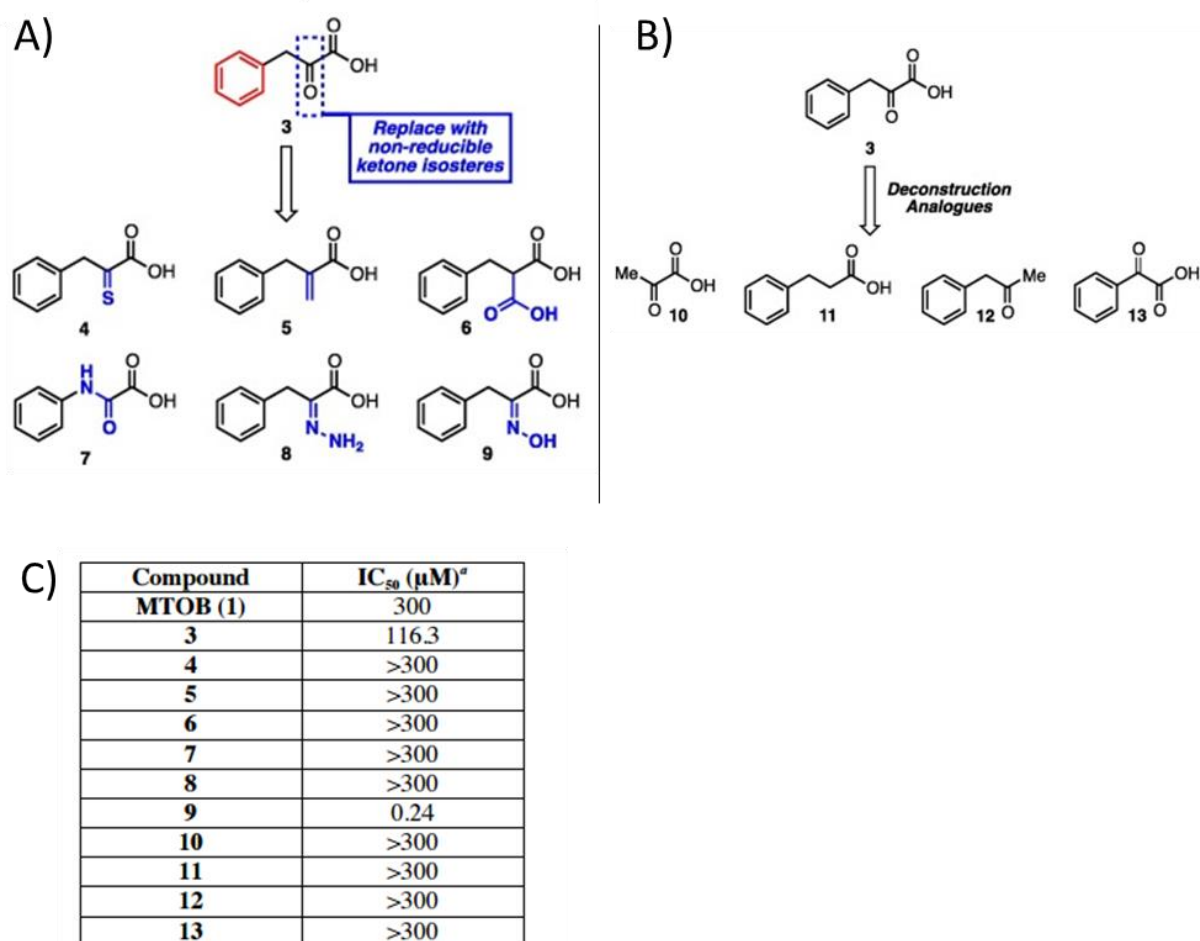 A)
O
OH
O
3
Replace with
non-reducible
ketone isosteres
O
OH
S
4
O
OH
5
O
OH
O
OH
6
H
N
O
OH
O
7
O
OH
N
NH2
8
O
OH
N
OH
9
B)
O
OH
O
3
Deconstruction
Analogues
Me
O
OH
O
10
O
OH
11
Me
O
12
O
OH
O
13
C)
Compound IC50 (µM)a
MTOB (1) 300
3 116.3
4 >300
5 >300
6 >300
7 >300
8 >300
9 0.24
10 >300
11 >300
12 >300
13 >300